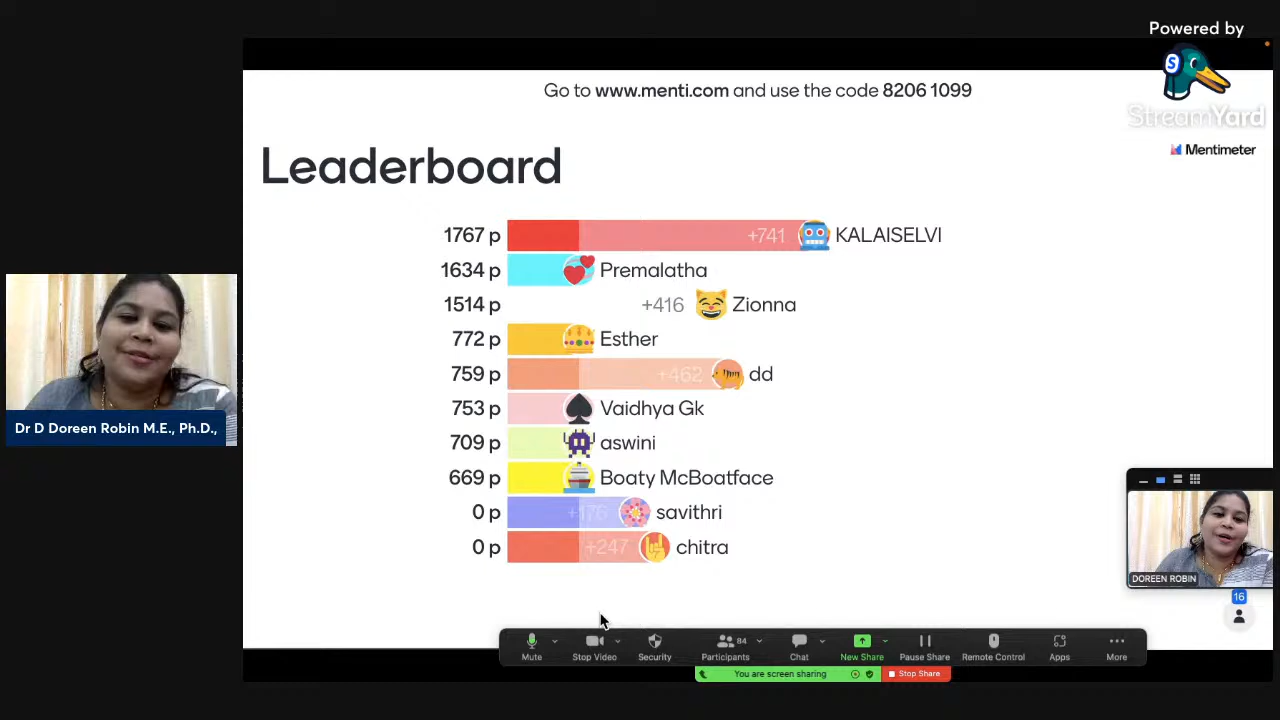 Powered by
StreamYard
Go to www.menti.com and use the code 8206 1099
Mentimeter
Leaderboard
1767 p +741 KALAISELVI
1634 p Premalatha
1514 p +416 Zionna
772 p Esther
759 p +462 dd
753 p Vaidhya Gk
709 p aswini
669 p Boaty McBoatface
0 p +176 savithri
0 p +247 chitra
Dr D Doreen Robin M.E., Ph.D.,
DOREEN ROBIN
16
84
Mute Stop Video Security Participants Chat New Share Pause Share Remote Control Apps More
You are screen sharing Stop Share